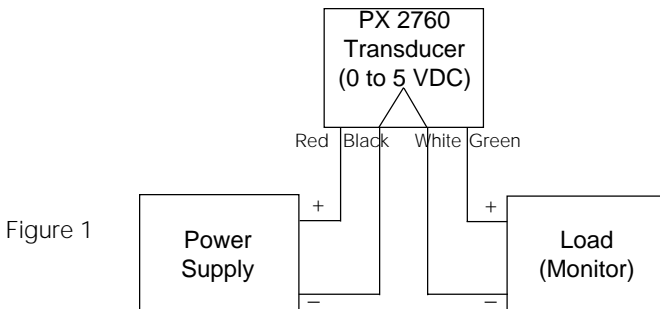 PX 2760
Transducer
(0 to 5 VDC)
Red Black White Green
+ +
Figure 1
Power
Supply
Load
(Monitor)
− −